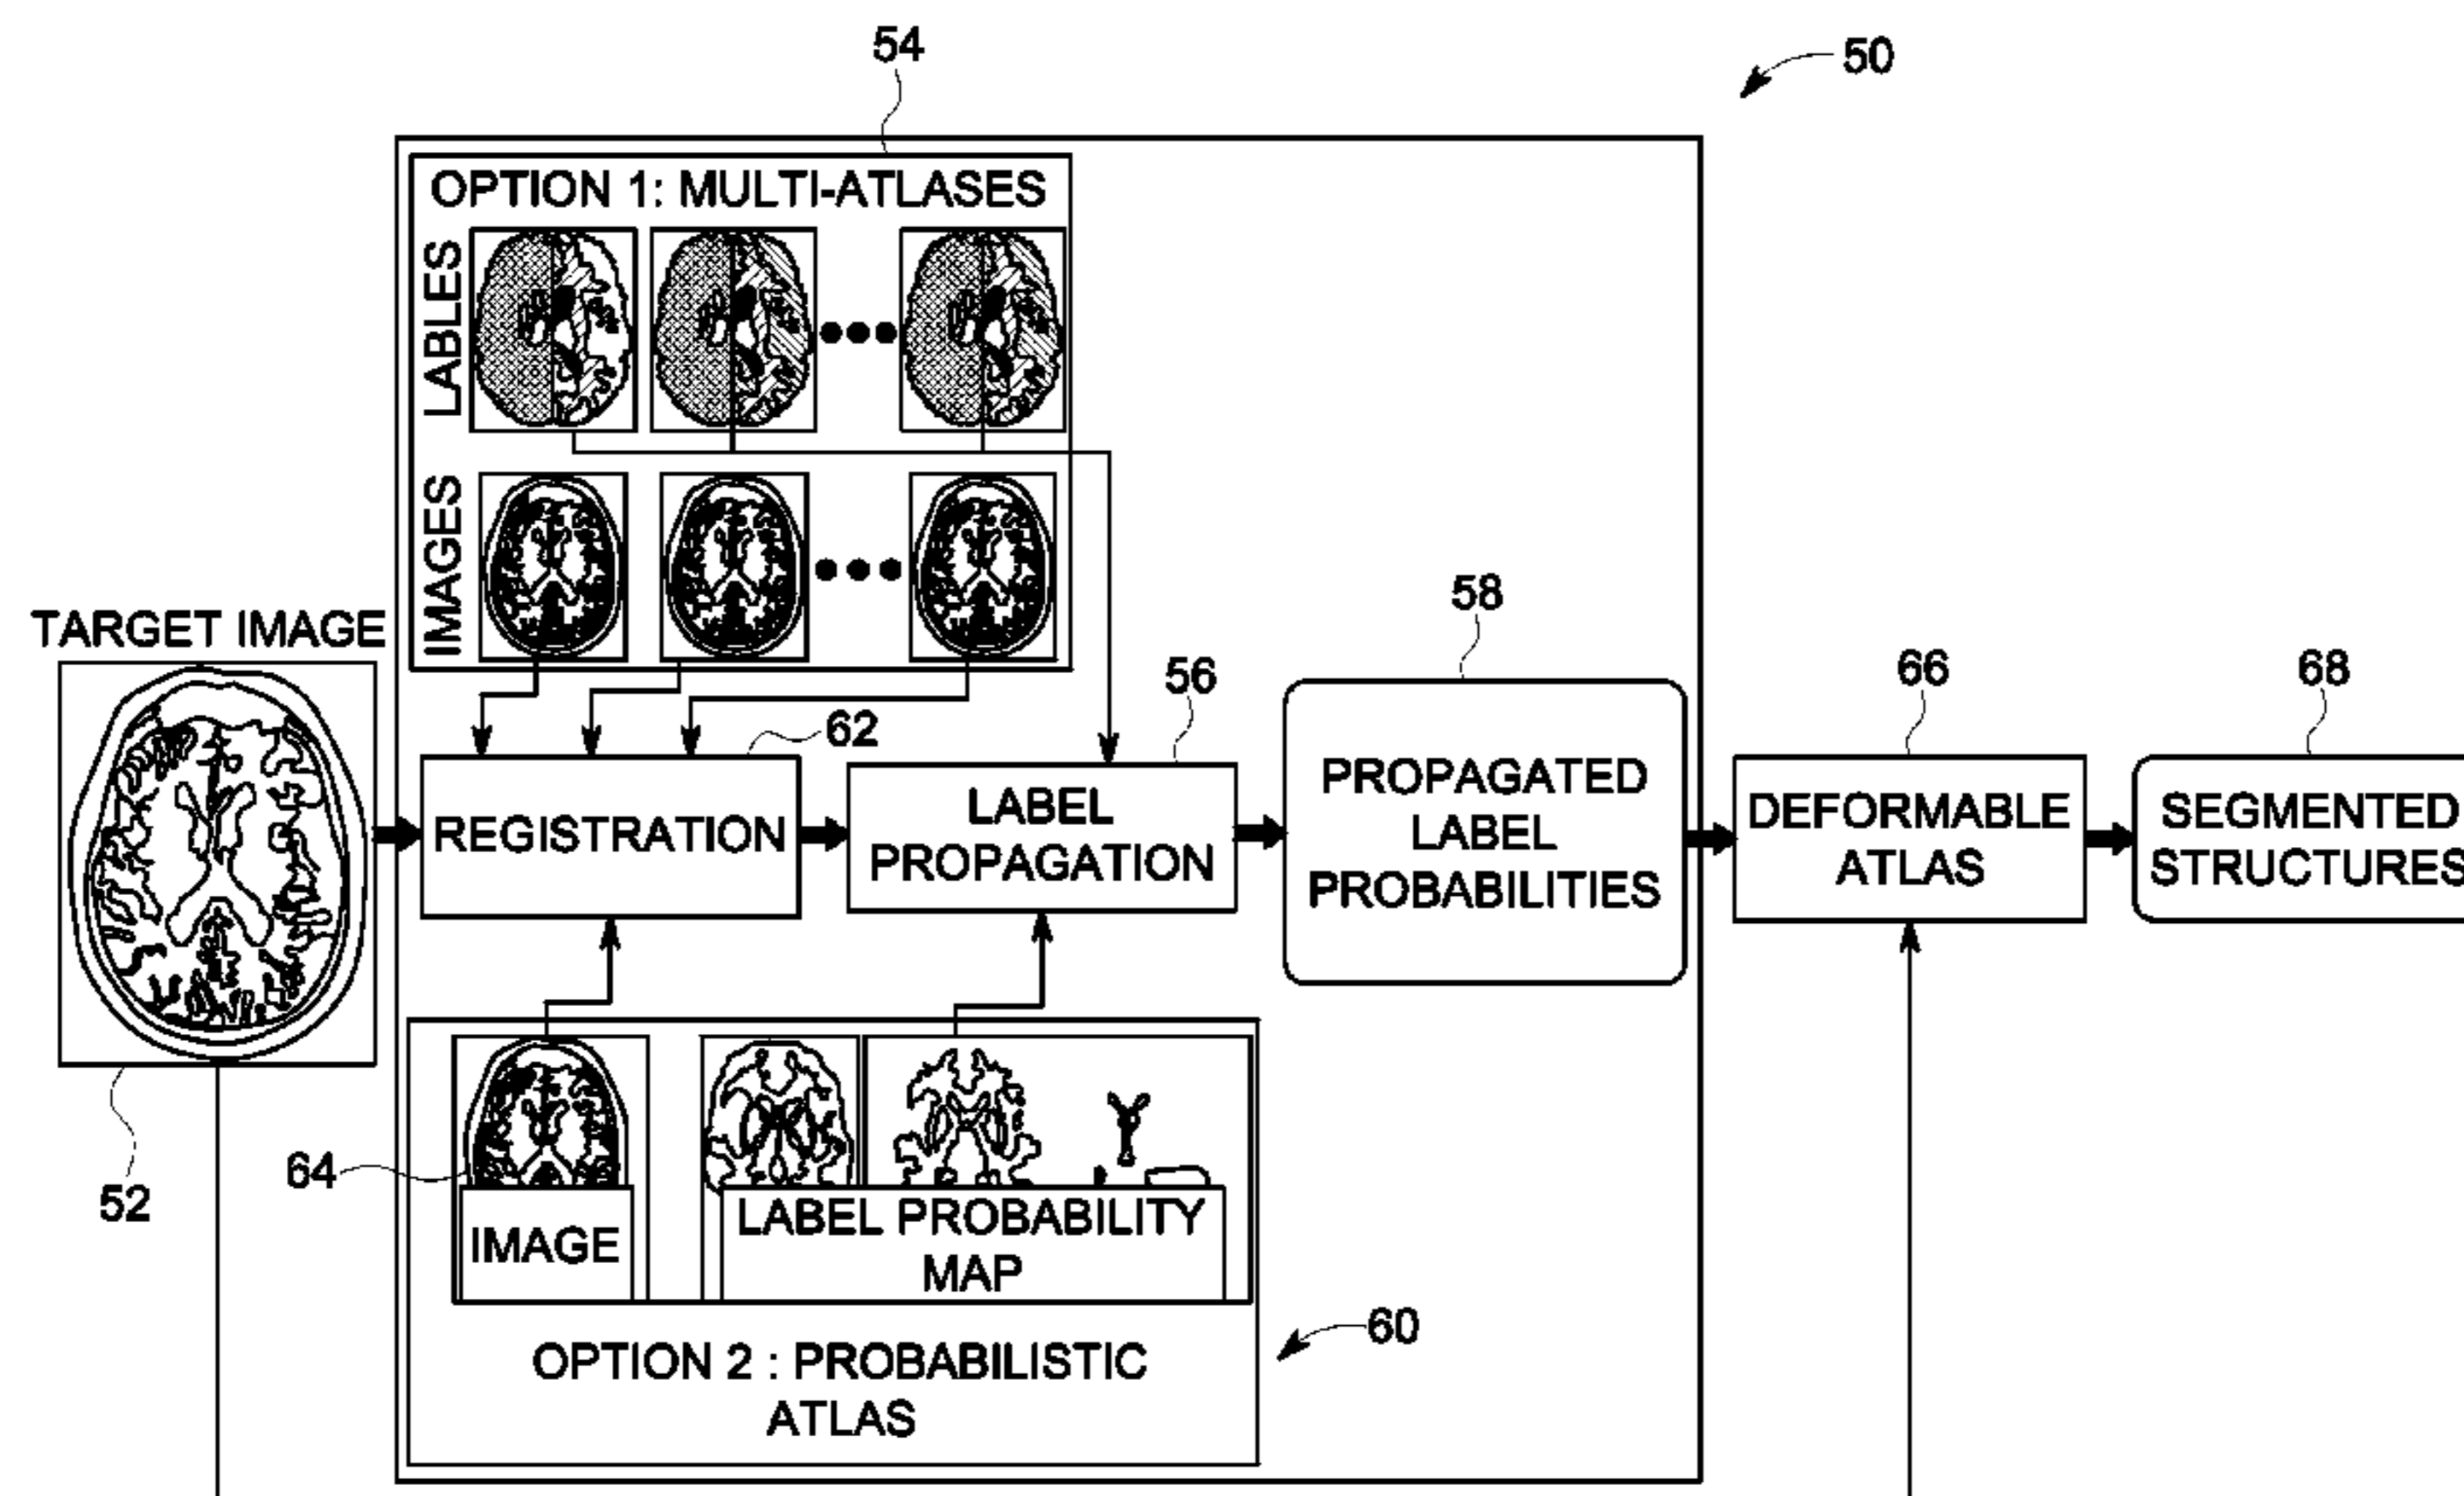 54
50
OPTION 1: MULTI-ATLASES
LABLES
IMAGES
TARGET IMAGE
58
56
66
68
62
REGISTRATION
LABEL
PROPAGATION
PROPAGATED
LABEL
PROBABILITIES
DEFORMABLE
ATLAS
SEGMENTED
STRUCTURES
64
52
IMAGE
LABEL PROBABILITY
MAP
60
OPTION 2 : PROBABILISTIC
ATLAS